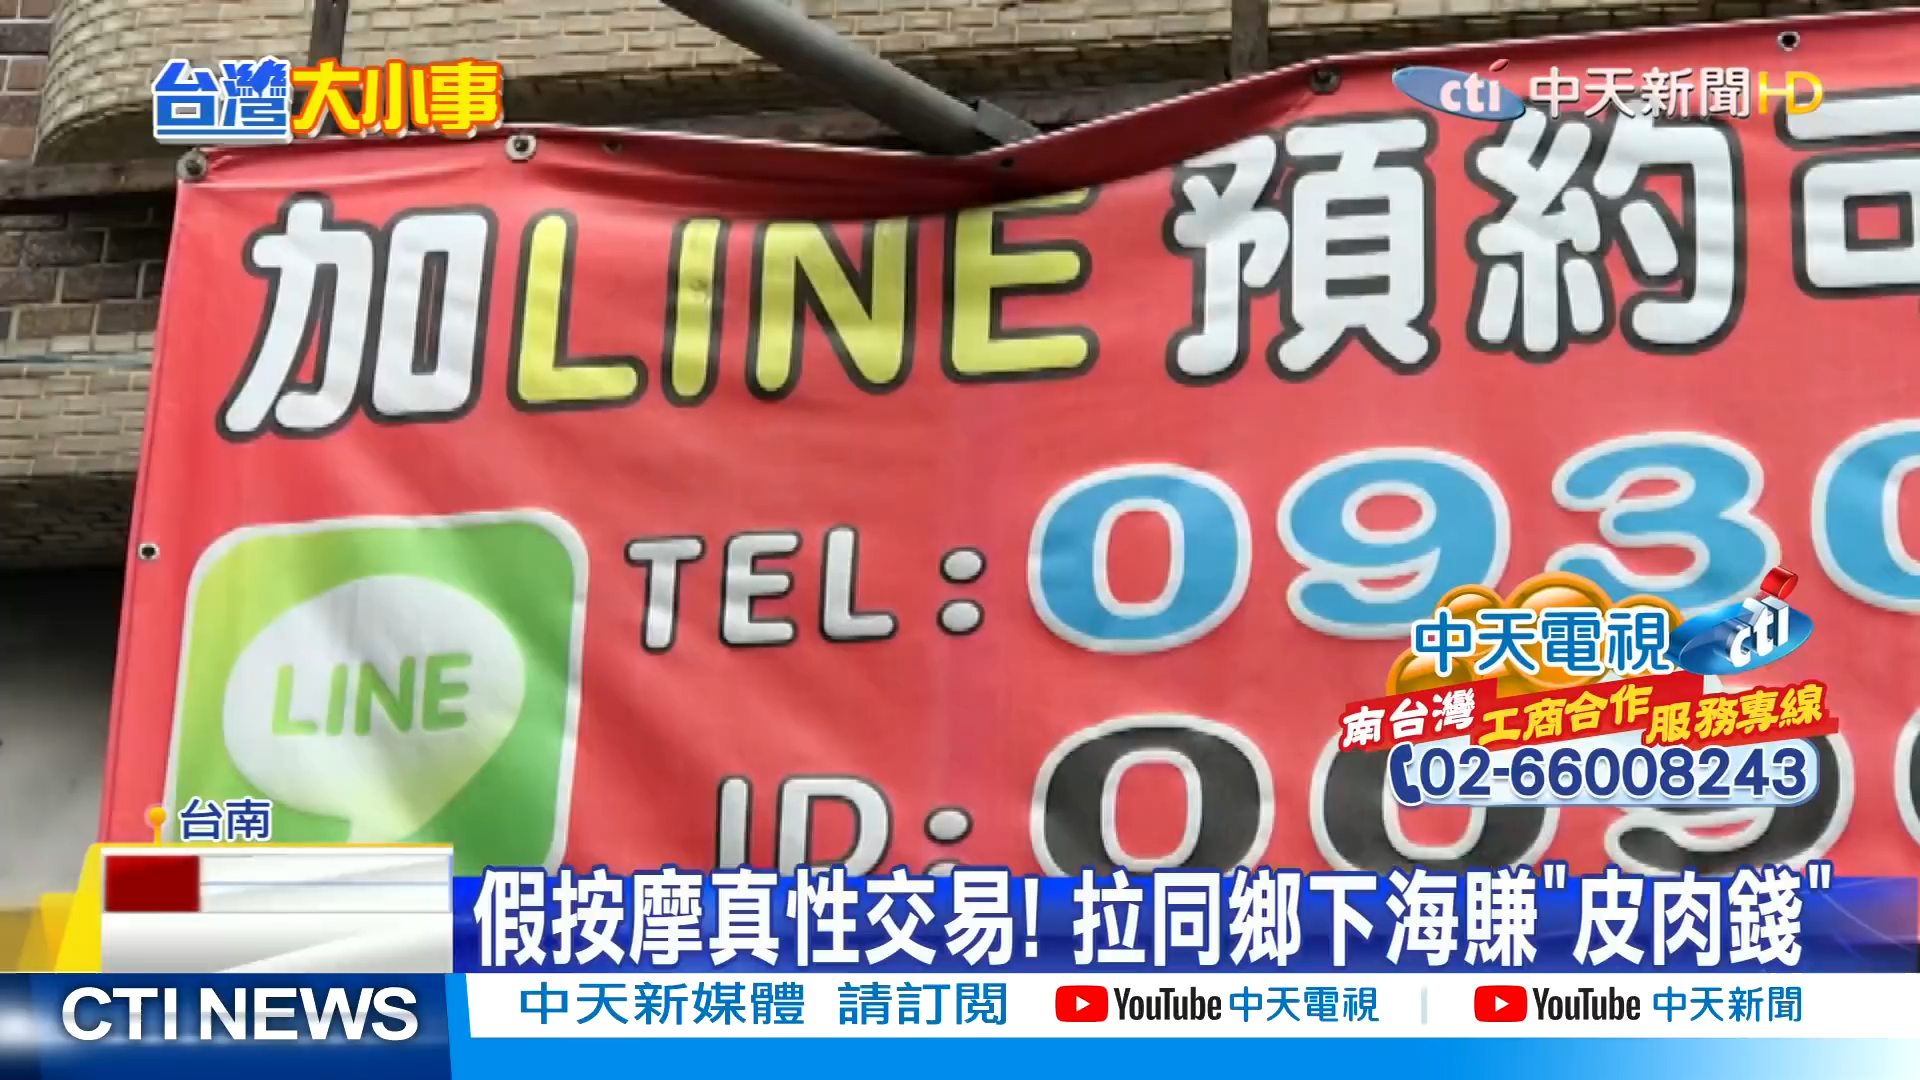 台灣大小事
cti 中天新聞HD
加LINE預約
LINE
TEL: 093
ID: 00
中天電視 cti
南台灣 工商合作 服務專線
02-66008243
台南
假按摩真性交易! 拉同鄉下海賺"皮肉錢"
CTI NEWS
中天新媒體 請訂閱 YouTube 中天電視 | YouTube 中天新聞